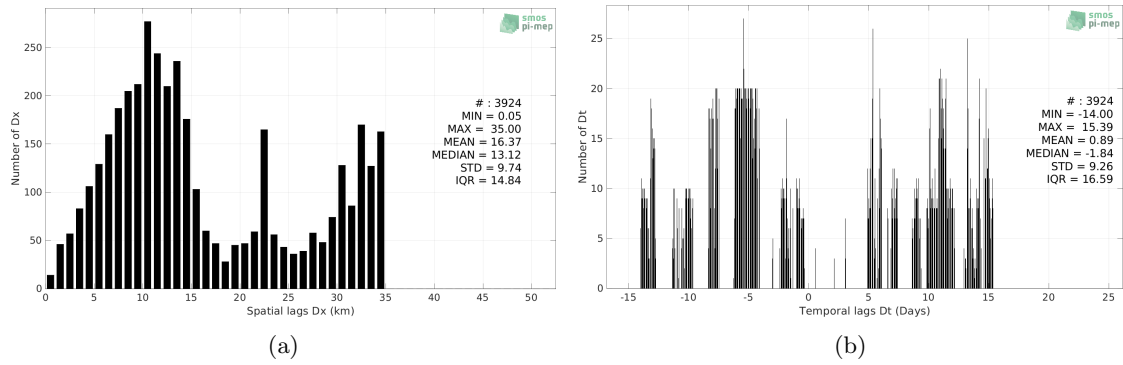 smos
pi-mep
250
200
150
100
50
0
Number of Dx
# : 3924
MIN = 0.05
MAX = 35.00
MEAN = 16.37
MEDIAN = 13.12
STD = 9.74
IQR = 14.84
0 5 10 15 20 25 30 35 40 45 50
Spatial lags Dx (km)
(a)
smos
pi-mep
25
20
15
10
5
0
Number of Dt
# : 3924
MIN = -14.00
MAX = 15.39
MEAN = 0.89
MEDIAN = -1.84
STD = 9.26
IQR = 16.59
-15 -10 -5 0 5 10 15 20 25
Temporal lags Dt (Days)
(b)